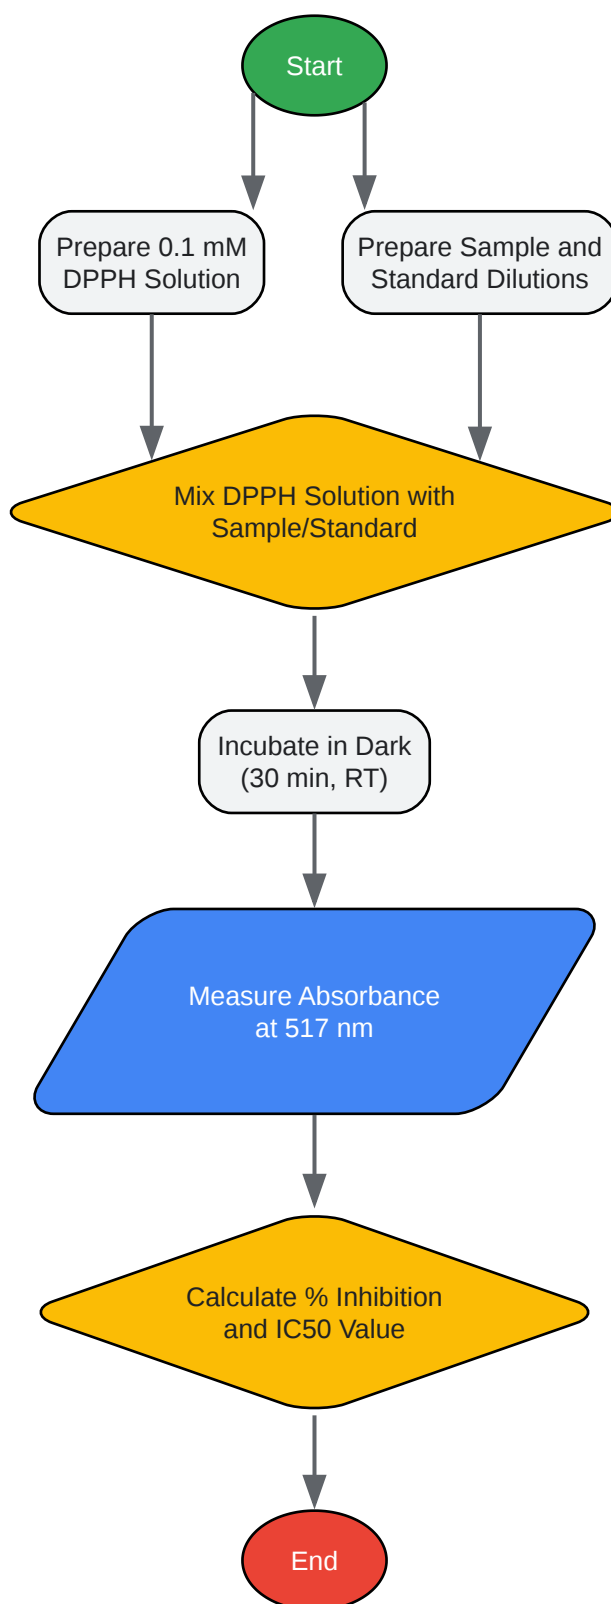 Start
Prepare 0.1 mM
DPPH Solution
Prepare Sample and
Standard Dilutions
Mix DPPH Solution with
Sample/Standard
Incubate in Dark
(30 min, RT)
Measure Absorbance
at 517 nm
Calculate % Inhibition
and IC50 Value
End